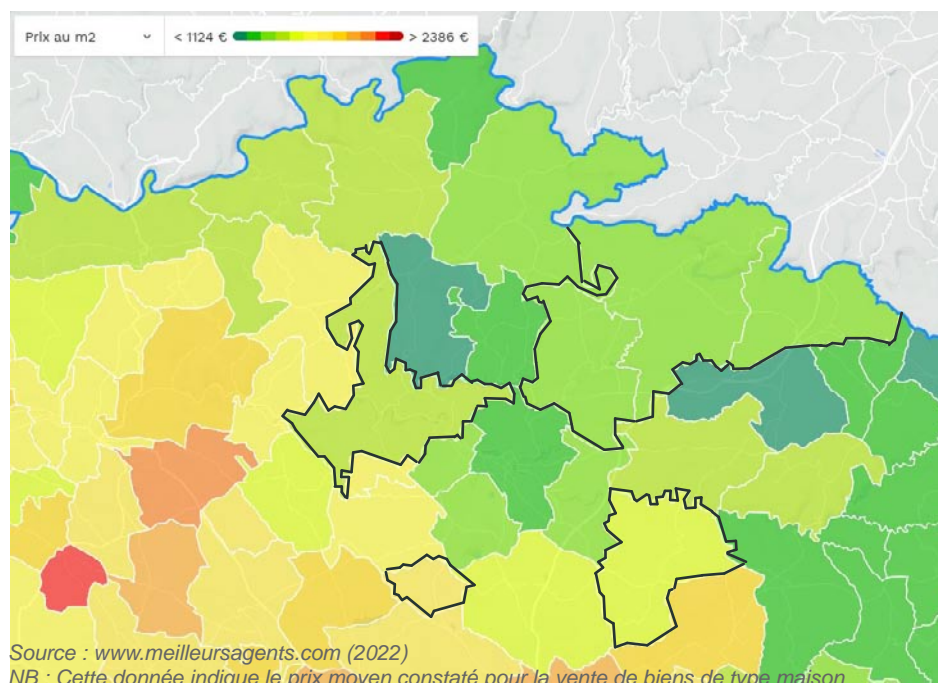 Prix au m2 < 1124 € > 2386 €
Source : www.meilleursagents.com (2022)
NB : Cette donnée indique le prix moyen constaté pour la vente de biens de type maison